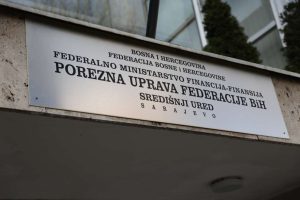 BOSNA I HERCEGOVINA
FEDERACIJA BOSNE I HERCEGOVINE
FEDERALNO MINISTARSTVO FINANCIJA-FINANSIJA
POREZNA UPRAVA FEDERACIJE BiH
SREDIŠNJI URED
SARAJEVO